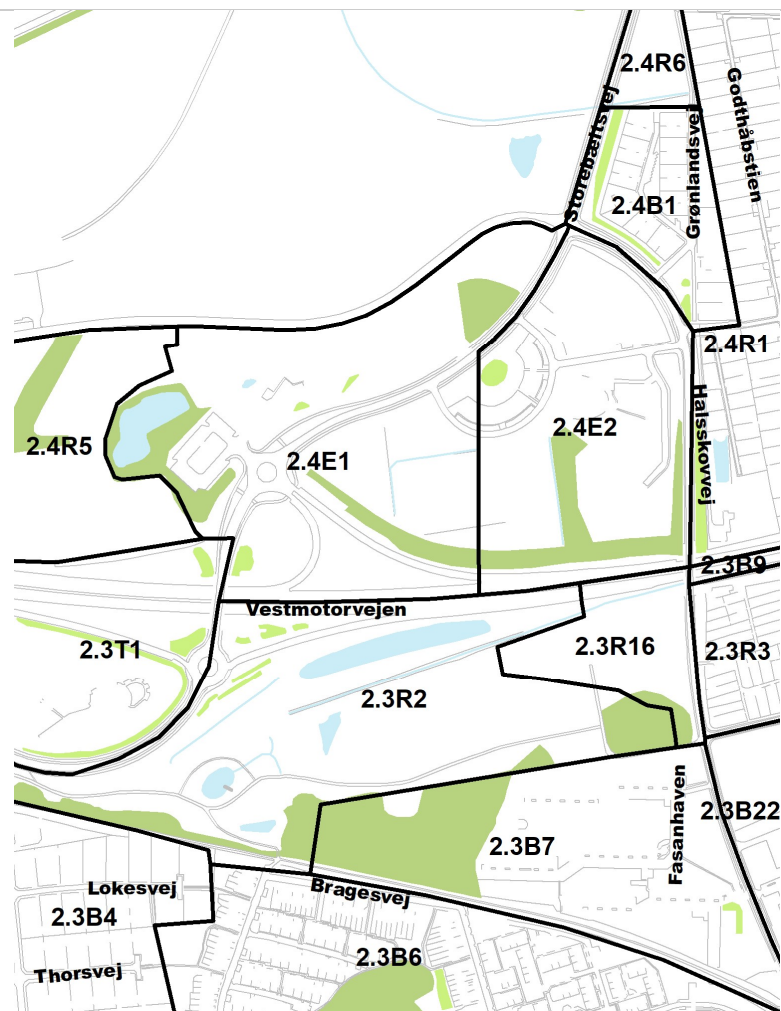 2.4R6
Godthåbstien
Storebæltsvej
Grønlandsvej
2.4B1
2.4R1
Halsskovvej
2.4R5
2.4E1
2.4E2
2.3B9
Vestmotorvejen
2.3T1
2.3R16
2.3R3
2.3R2
Fasanhaven
2.3B22
2.3B7
Lokesvej
Bragesvej
2.3B4
2.3B6
Thorsvej